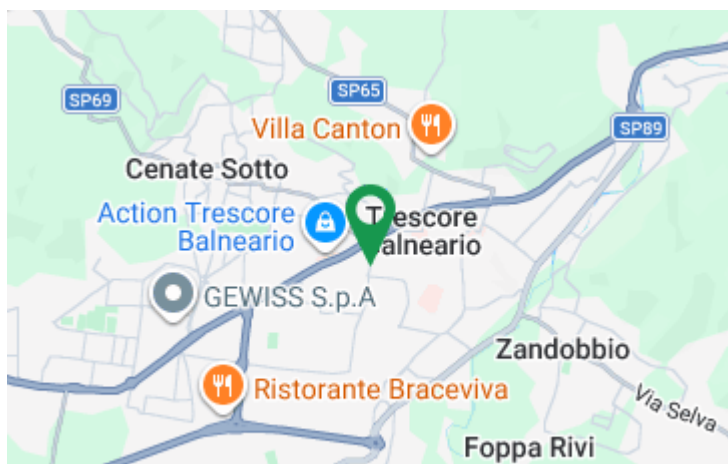 SP69
SP65
SP89
Villa Canton
Cenate Sotto
Action Trescore
Balneario
Trescore
Balneario
GEWISS S.p.A
Zandobbio
Ristorante Braceviva
Via Selva
Foppa Rivi